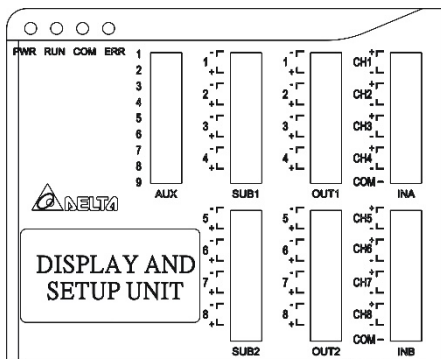 PWR RUN COM ERR
1
2
3
4
5
6
7
8
9
AUX
- 1 +
- 2 +
- 3 +
- 4 +
SUB1
- 1 +
- 2 +
- 3 +
- 4 +
OUT1
+ CH1 -
+ CH2 -
+ CH3 -
+ CH4 -
COM
INA
DELTA
DISPLAY AND
SETUP UNIT
- 5 +
- 6 +
- 7 +
- 8 +
SUB2
- 5 +
- 6 +
- 7 +
- 8 +
OUT2
+ CH5 -
+ CH6 -
+ CH7 -
+ CH8 -
COM
INB